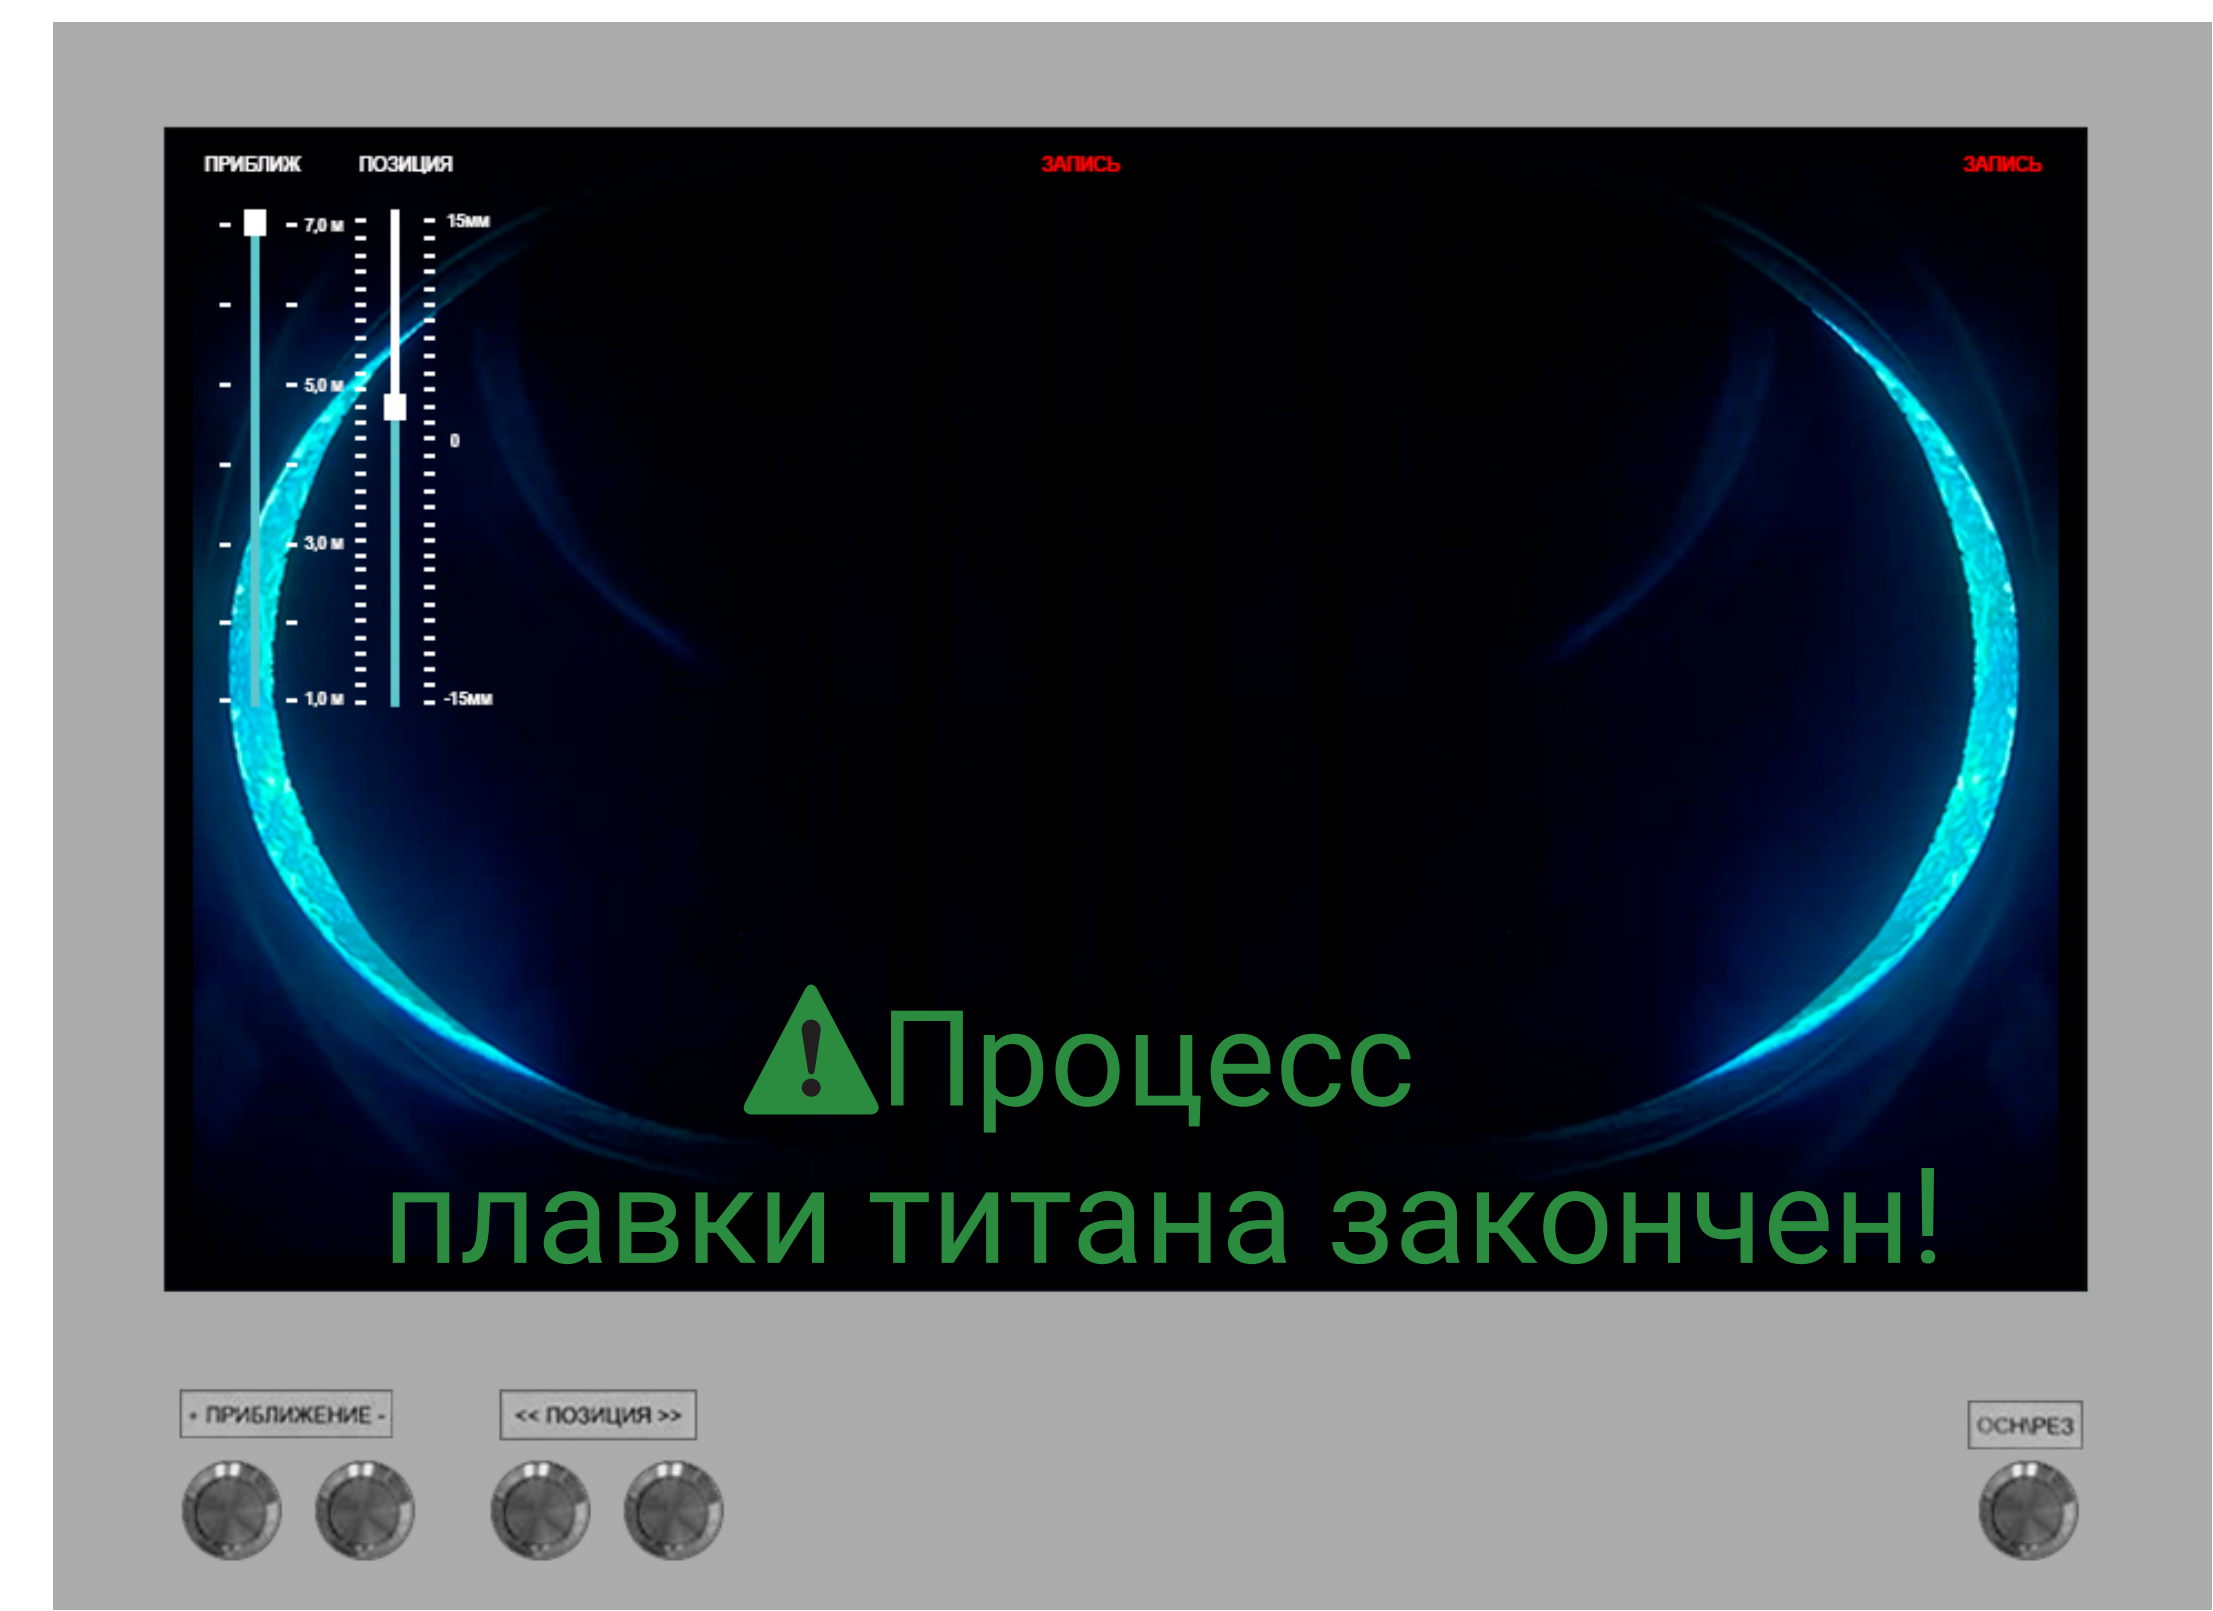 ПРИБЛИЖ ПОЗИЦИЯ ЗАПИСЬ ЗАПИСЬ
7,0 м 15мм
5,0 м
0
3,0 м
1,0 м -15мм
Процесс
плавки титана закончен!
+ ПРИБЛИЖЕНИЕ - << ПОЗИЦИЯ >> ОСН\РЕЗ